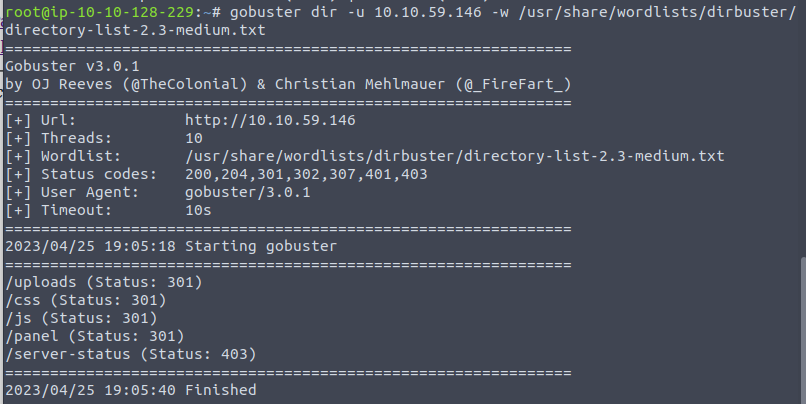 root@ip-10-10-128-229:~# gobuster dir -u 10.10.59.146 -w /usr/share/wordlists/dirbuster/
directory-list-2.3-medium.txt
===============================================================
Gobuster v3.0.1
by OJ Reeves (@TheColonial) & Christian Mehlmauer (@_FireFart_)
===============================================================
[+] Url:            http://10.10.59.146
[+] Threads:        10
[+] Wordlist:       /usr/share/wordlists/dirbuster/directory-list-2.3-medium.txt
[+] Status codes:   200,204,301,302,307,401,403
[+] User Agent:     gobuster/3.0.1
[+] Timeout:        10s
===============================================================
2023/04/25 19:05:18 Starting gobuster
===============================================================
/uploads (Status: 301)
/css (Status: 301)
/js (Status: 301)
/panel (Status: 301)
/server-status (Status: 403)
===============================================================
2023/04/25 19:05:40 Finished